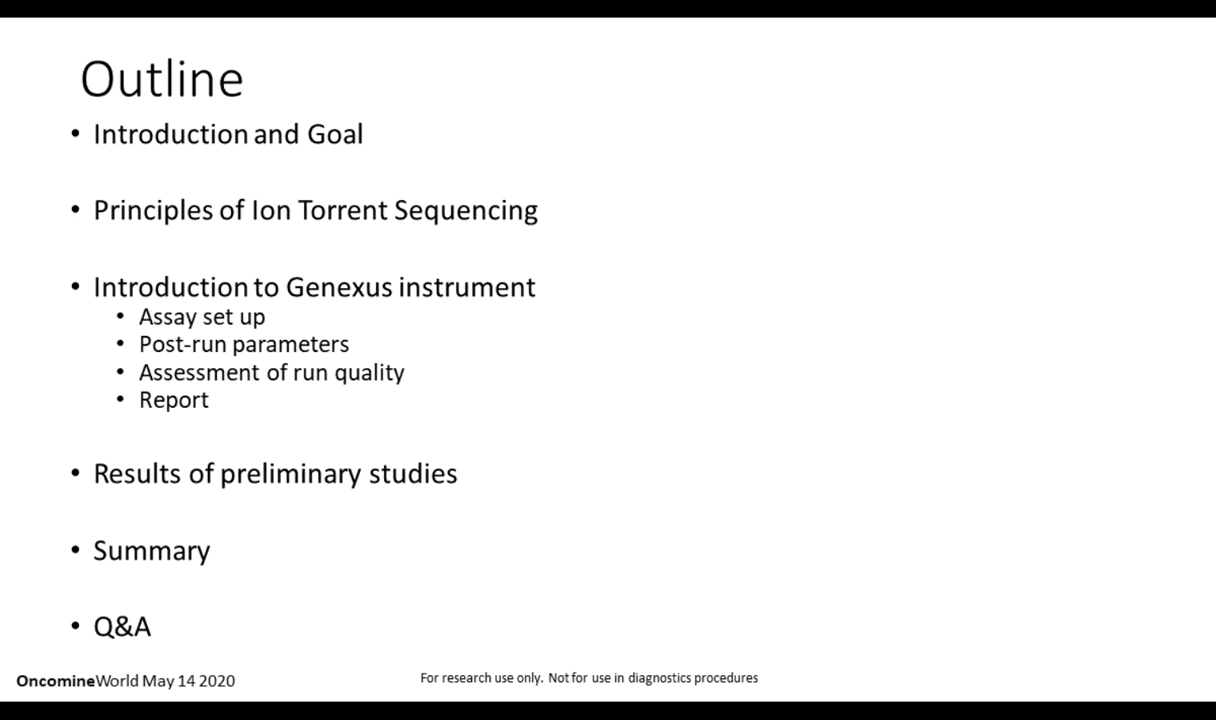 Outline
• Introduction and Goal
• Principles of Ion Torrent Sequencing
• Introduction to Genexus instrument
• Assay set up
• Post-run parameters
• Assessment of run quality
• Report
• Results of preliminary studies
• Summary
• Q&A
OncomineWorld May 14 2020
For research use only. Not for use in diagnostics procedures